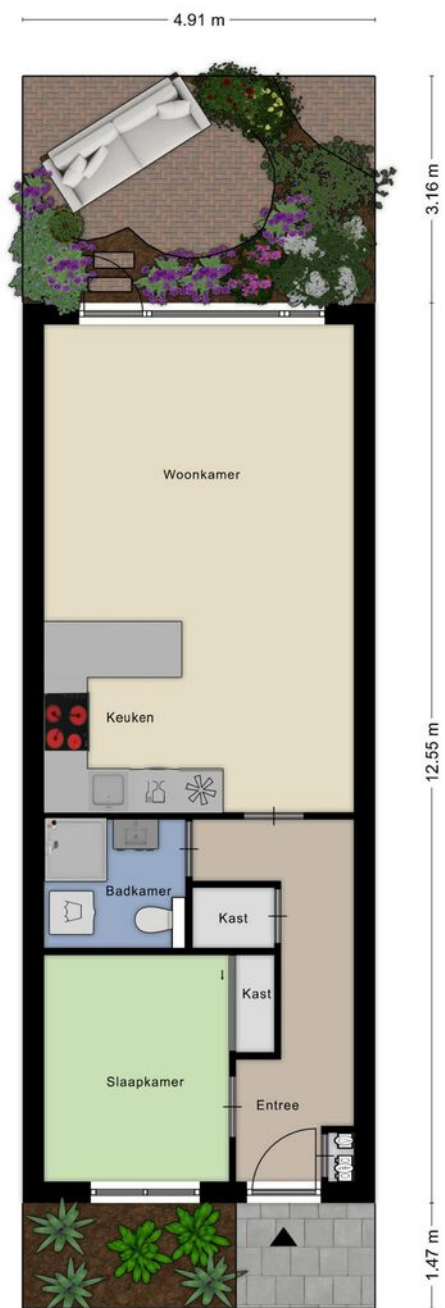 4.91 m
3.16 m
Woonkamer
Keuken
12.55 m
Badkamer
Kast
Kast
Slaapkamer
Entree
1.47 m